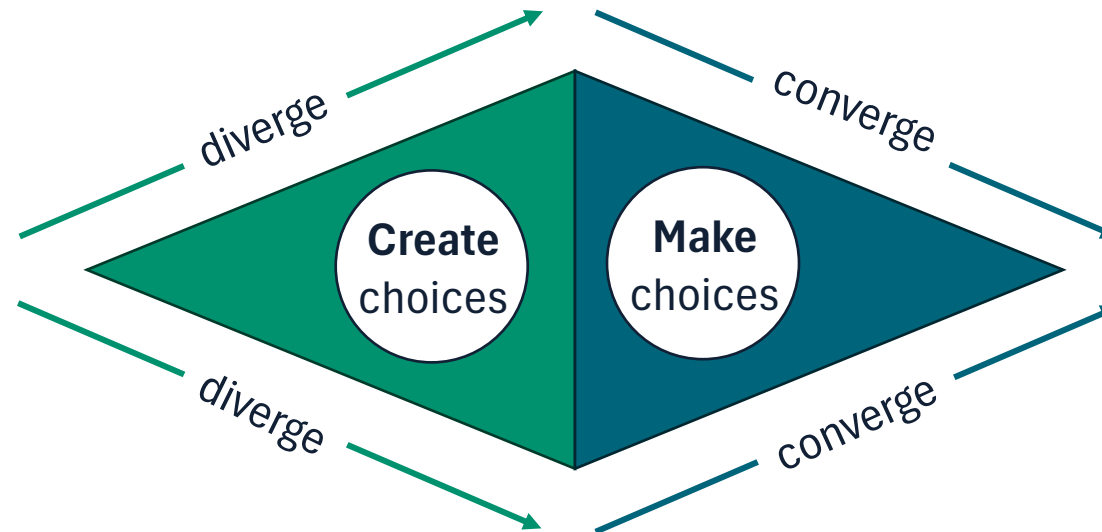 diverge
converge
Create
choices
Make
choices
diverge
converge